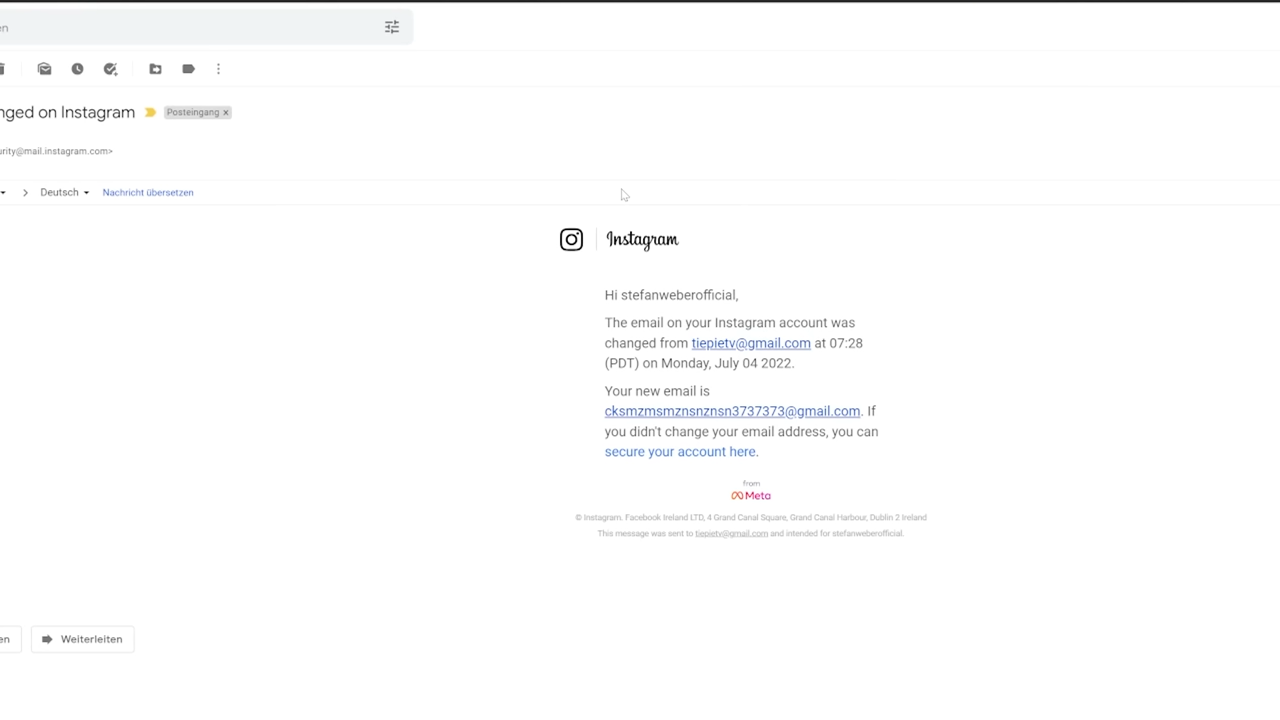 en
nged on Instagram Posteingang x
urity@mail.instagram.com>
Deutsch Nachricht übersetzen
Instagram
Hi stefanweberofficial,
The email on your Instagram account was
changed from tiepietv@gmail.com at 07:28
(PDT) on Monday, July 04 2022.
Your new email is
cksmzmsmznsnznsn3737373@gmail.com. If
you didn't change your email address, you can
secure your account here.
from
Meta
© Instagram. Facebook Ireland LTD, 4 Grand Canal Square, Grand Canal Harbour, Dublin 2 Ireland
This message was sent to tiepietv@gmail.com and intended for stefanweberofficial.
en Weiterleiten